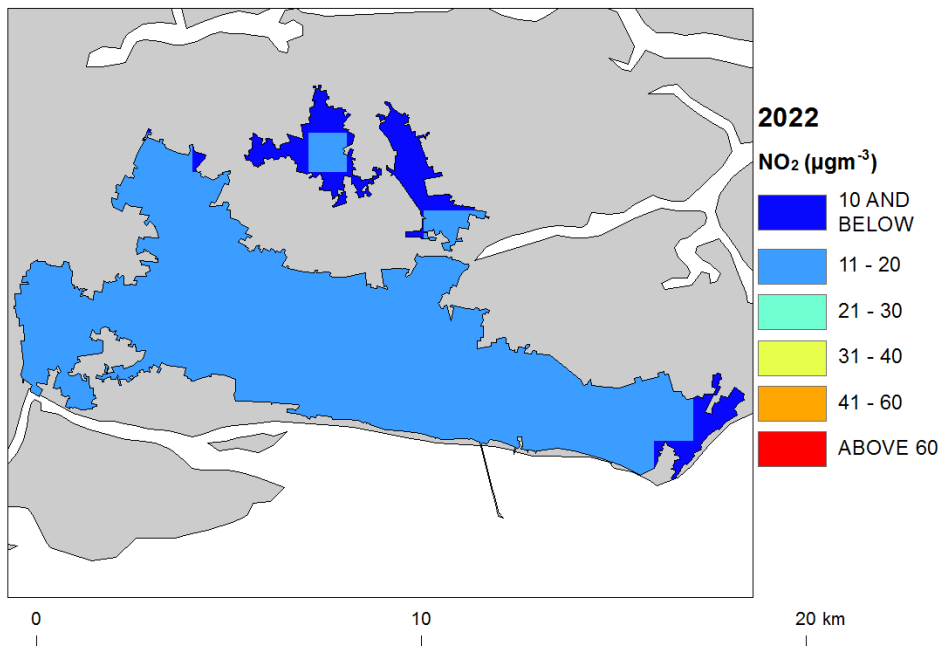 2022
NO₂ (µgm⁻³)
10 AND
BELOW
11 - 20
21 - 30
31 - 40
41 - 60
ABOVE 60
0 10 20 km